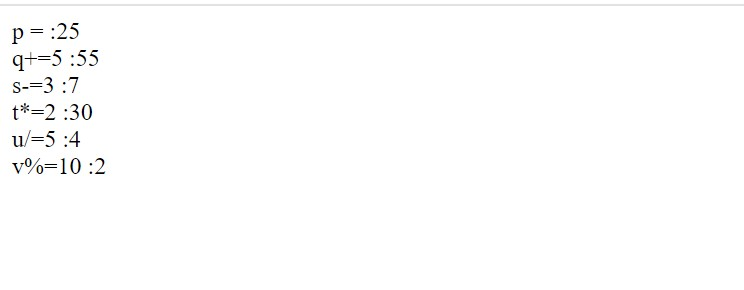 p = :25
q+=5 :55
s-=3 :7
t*=2 :30
u/=5 :4
v%=10 :2